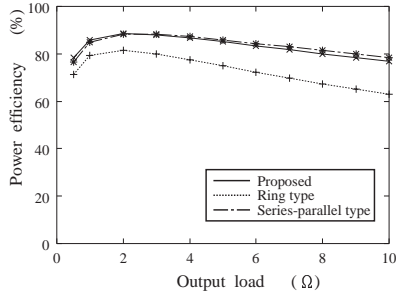 Power efficiency (%)
100
80
60
40
20
0
Proposed
Ring type
Series-parallel type
0 2 4 6 8 10
Output load (Ω)